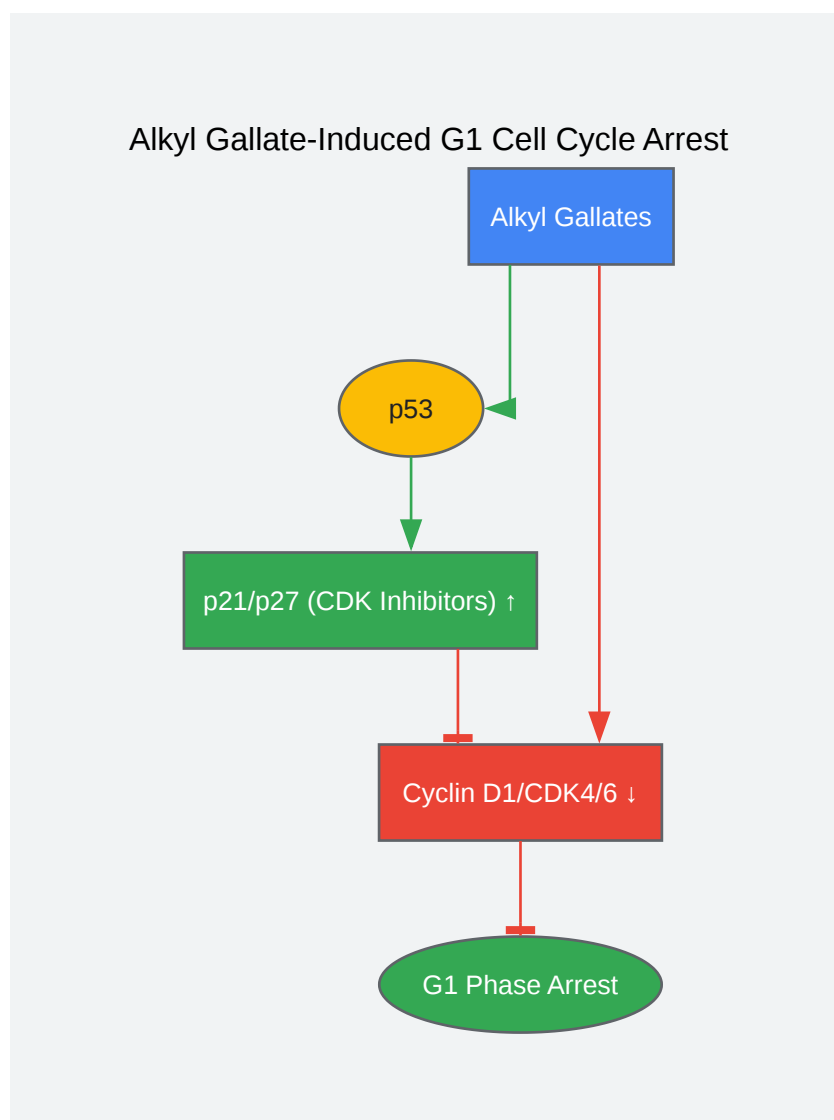 Alkyl Gallate-Induced G1 Cell Cycle Arrest
Alkyl Gallates
p53
p21/p27 (CDK Inhibitors) ↑
Cyclin D1/CDK4/6 ↓
G1 Phase Arrest